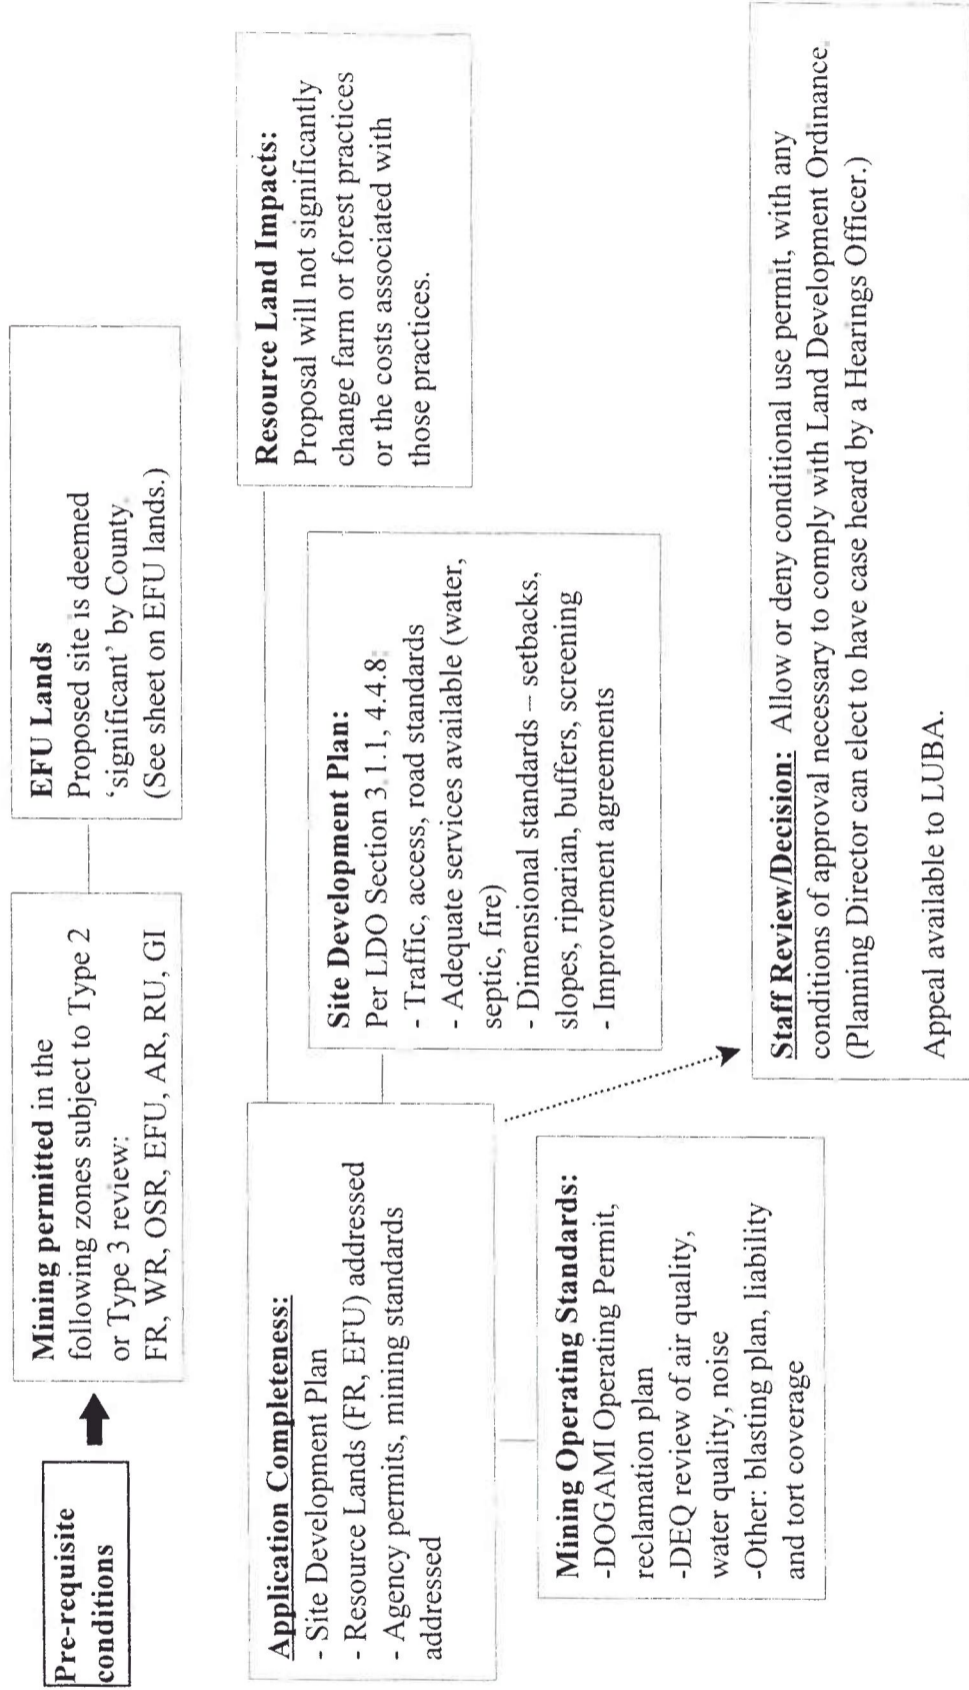 Pre-requisite
conditions
Mining permitted in the
following zones subject to Type 2
or Type 3 review:
FR, WR, OSR, EFU, AR, RU, GI
EFU Lands
Proposed site is deemed
‘significant’ by County.
(See sheet on EFU lands.)
Application Completeness:
- Site Development Plan
- Resource Lands (FR, EFU) addressed
- Agency permits, mining standards
addressed
Site Development Plan:
Per LDO Section 3.1.1, 4.4.8:
- Traffic, access, road standards
- Adequate services available (water,
septic, fire)
- Dimensional standards – setbacks,
slopes, riparian, buffers, screening
- Improvement agreements
Resource Land Impacts:
Proposal will not significantly
change farm or forest practices
or the costs associated with
those practices.
Mining Operating Standards:
-DOGAMI Operating Permit,
reclamation plan
-DEQ review of air quality,
water quality, noise
-Other: blasting plan, liability
and tort coverage
Staff Review/Decision: Allow or deny conditional use permit, with any
conditions of approval necessary to comply with Land Development Ordinance.
(Planning Director can elect to have case heard by a Hearings Officer.)
Appeal available to LUBA.